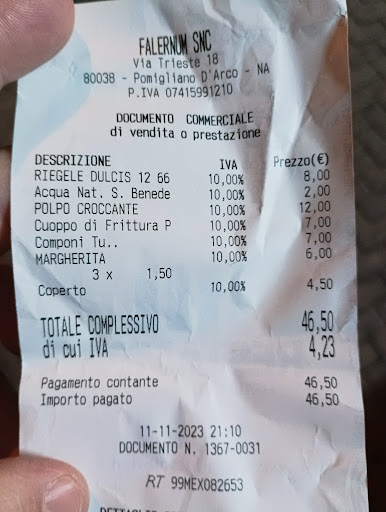 FALERNUM SNC
Via Trieste 18
80038 - Pomigliano D'Arco - NA
P.IVA 07415991210
DOCUMENTO COMMERCIALE
di vendita o prestazione
DESCRIZIONE IVA Prezzo(€)
RIEGELE DULCIS 12 66 10,00% 8,00
Acqua Nat. S. Benede 10,00% 2,00
POLPO CROCCANTE 10,00% 12,00
Cuoppo di Frittura P 10,00% 7,00
Componi Tu.. 10,00% 7,00
MARGHERITA 10,00% 6,00
3 x 1,50
Coperto 10,00% 4,50
TOTALE COMPLESSIVO 46,50
di cui IVA 4,23
Pagamento contante 46,50
Importo pagato 46,50
11-11-2023 21:10
DOCUMENTO N. 1367-0031
RT 99MEX082653